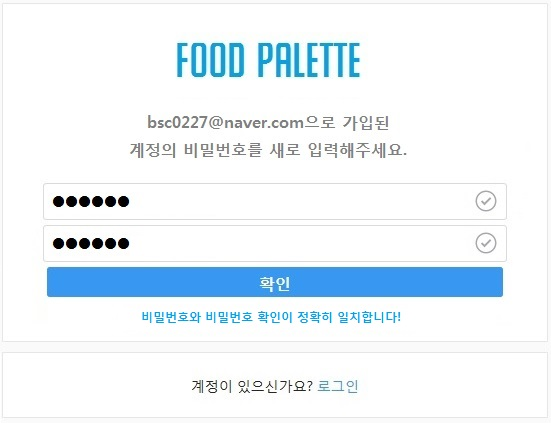 FOOD PALETTE
bsc0227@naver.com으로 가입된
계정의 비밀번호를 새로 입력해주세요.
●●●●●●
●●●●●●
확인
비밀번호와 비밀번호 확인이 정확히 일치합니다!
계정이 있으신가요? 로그인